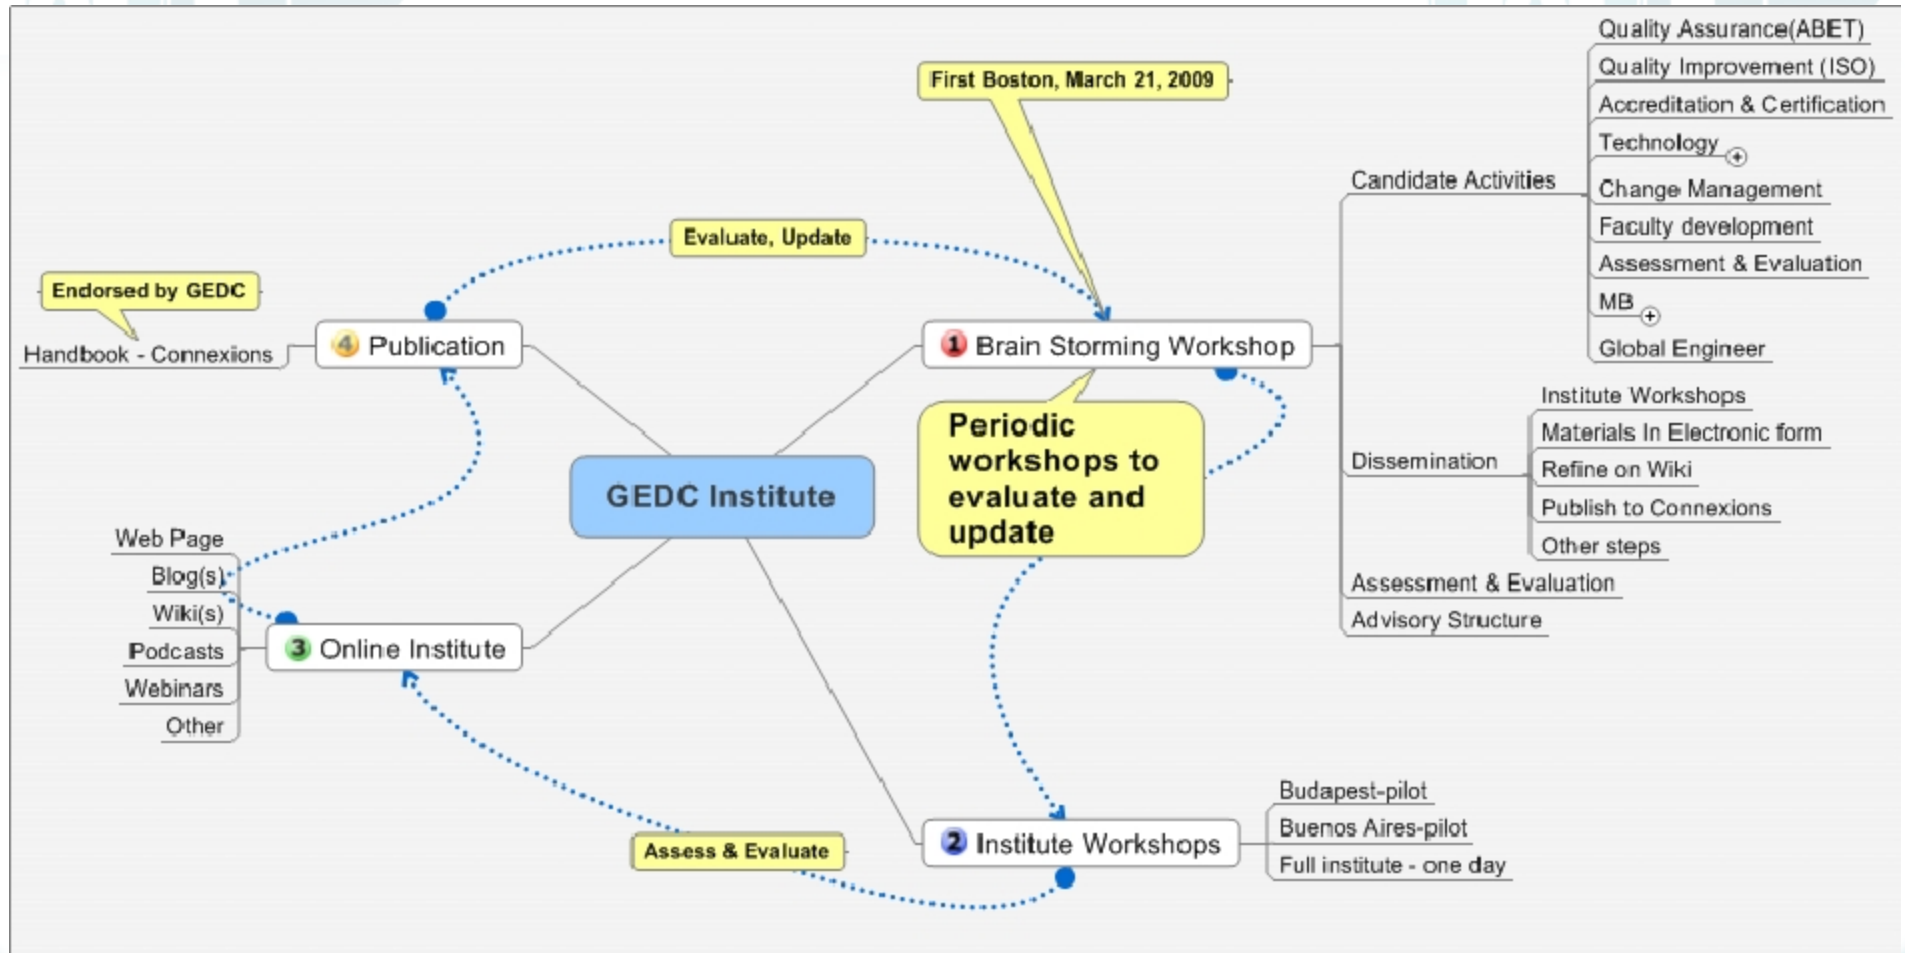 Quality Assurance(ABET)
Quality Improvement (ISO)
Accreditation & Certification
Technology
Change Management
Faculty development
Assessment & Evaluation
MB
Global Engineer
Candidate Activities
First Boston, March 21, 2009
Evaluate, Update
Endorsed by GEDC
Handbook - Connexions
4 Publication
1 Brain Storming Workshop
Periodic
workshops to
evaluate and
update
Institute Workshops
Materials In Electronic form
Refine on Wiki
Publish to Connexions
Other steps
Dissemination
Assessment & Evaluation
Advisory Structure
GEDC Institute
Web Page
Blog(s)
Wiki(s)
Podcasts
Webinars
Other
3 Online Institute
Assess & Evaluate
2 Institute Workshops
Budapest-pilot
Buenos Aires-pilot
Full institute - one day